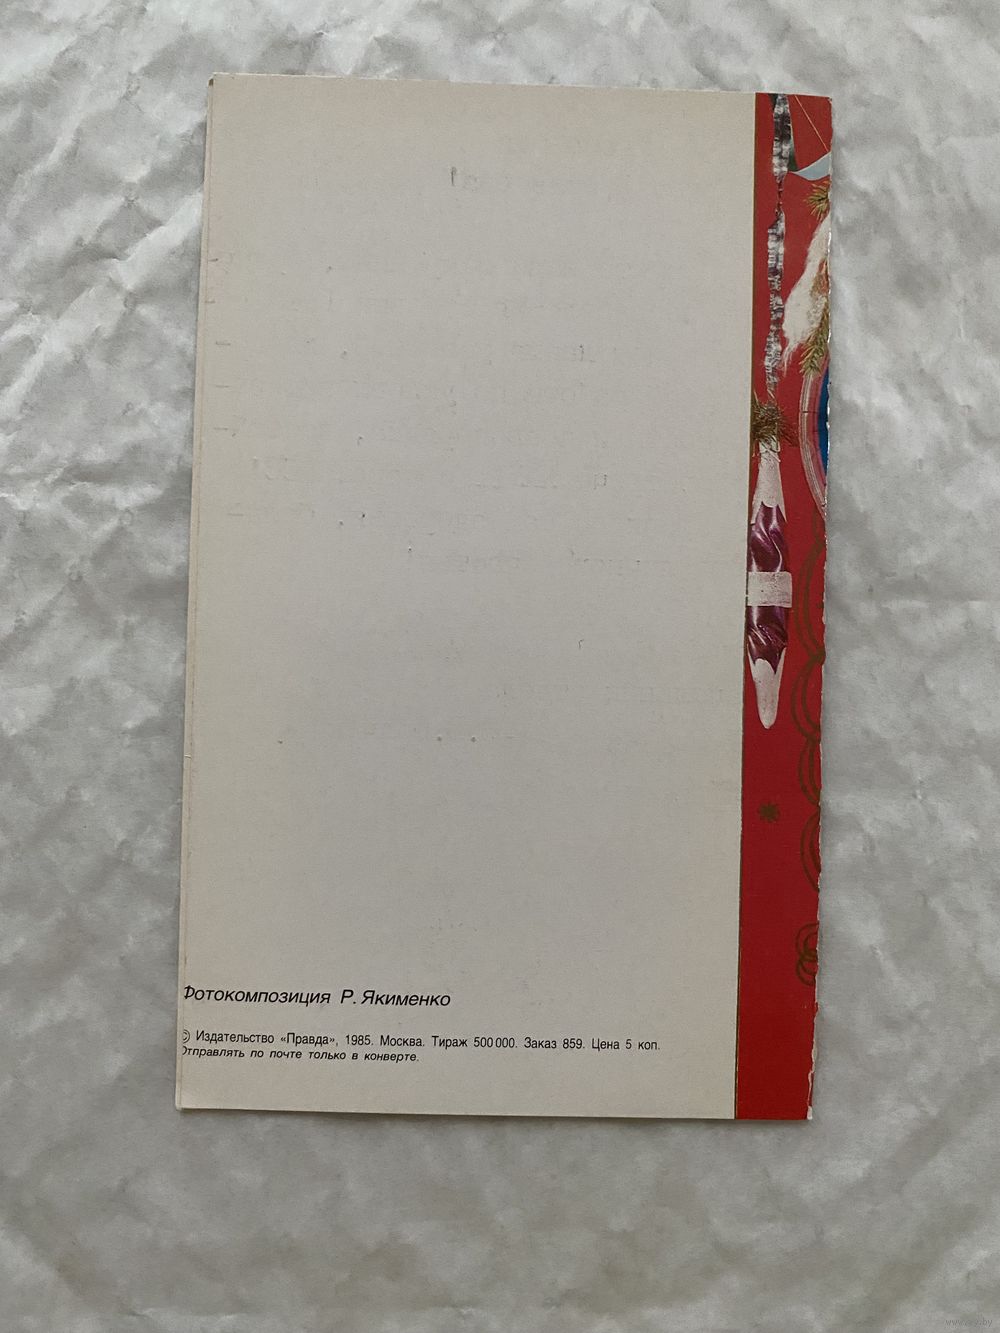 Фотокомпозиция Р. Якименко
© Издательство «Правда», 1985. Москва. Тираж 500 000. Заказ 859. Цена 5 коп.
Отправлять по почте только в конверте.